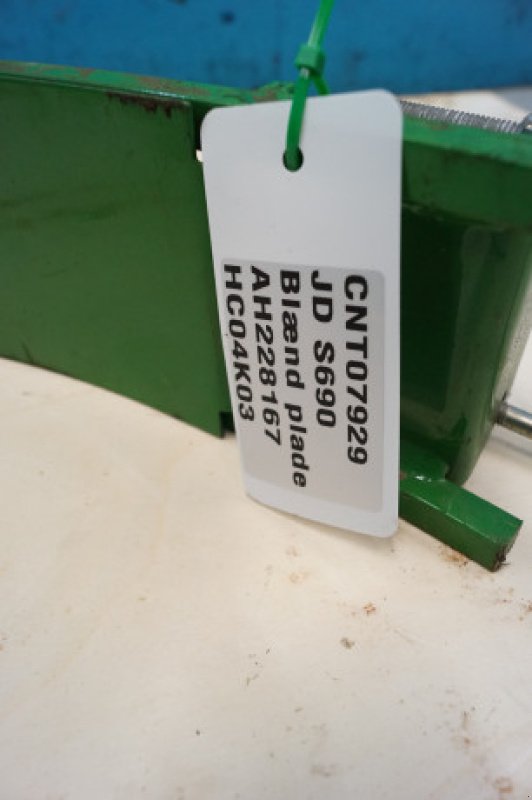 CNT07929
JD S690
Blænd plade
AH228167
HC04K03